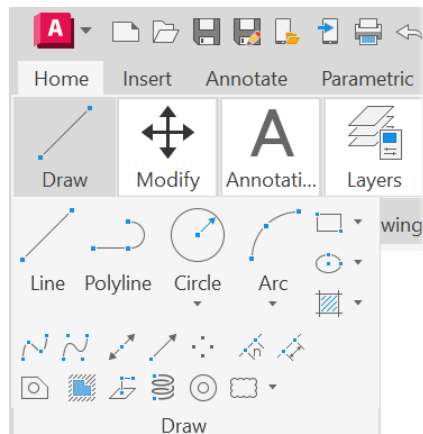 A
Home Insert Annotate Parametric
A
Draw Modify Annotati... Layers
wing
Line Polyline Circle Arc
n
Draw